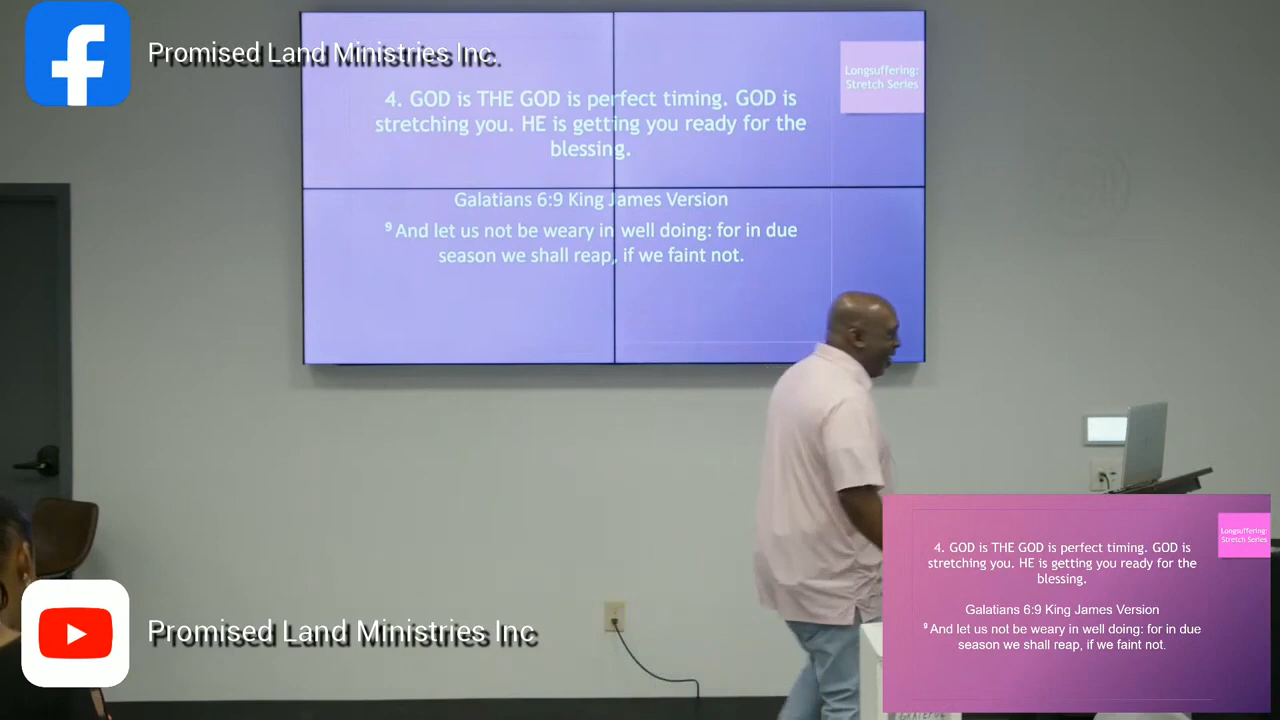 Promised Land Ministries Inc.
Longsuffering:
Stretch Series
4. GOD is THE GOD is perfect timing. GOD is
stretching you. HE is getting you ready for the
blessing.
Galatians 6:9 King James Version
9 And let us not be weary in well doing: for in due
season we shall reap, if we faint not.
Longsuffering:
Stretch Series
4. GOD is THE GOD is perfect timing. GOD is
stretching you. HE is getting you ready for the
blessing.
Galatians 6:9 King James Version
9 And let us not be weary in well doing: for in due
season we shall reap, if we faint not.
Promised Land Ministries Inc